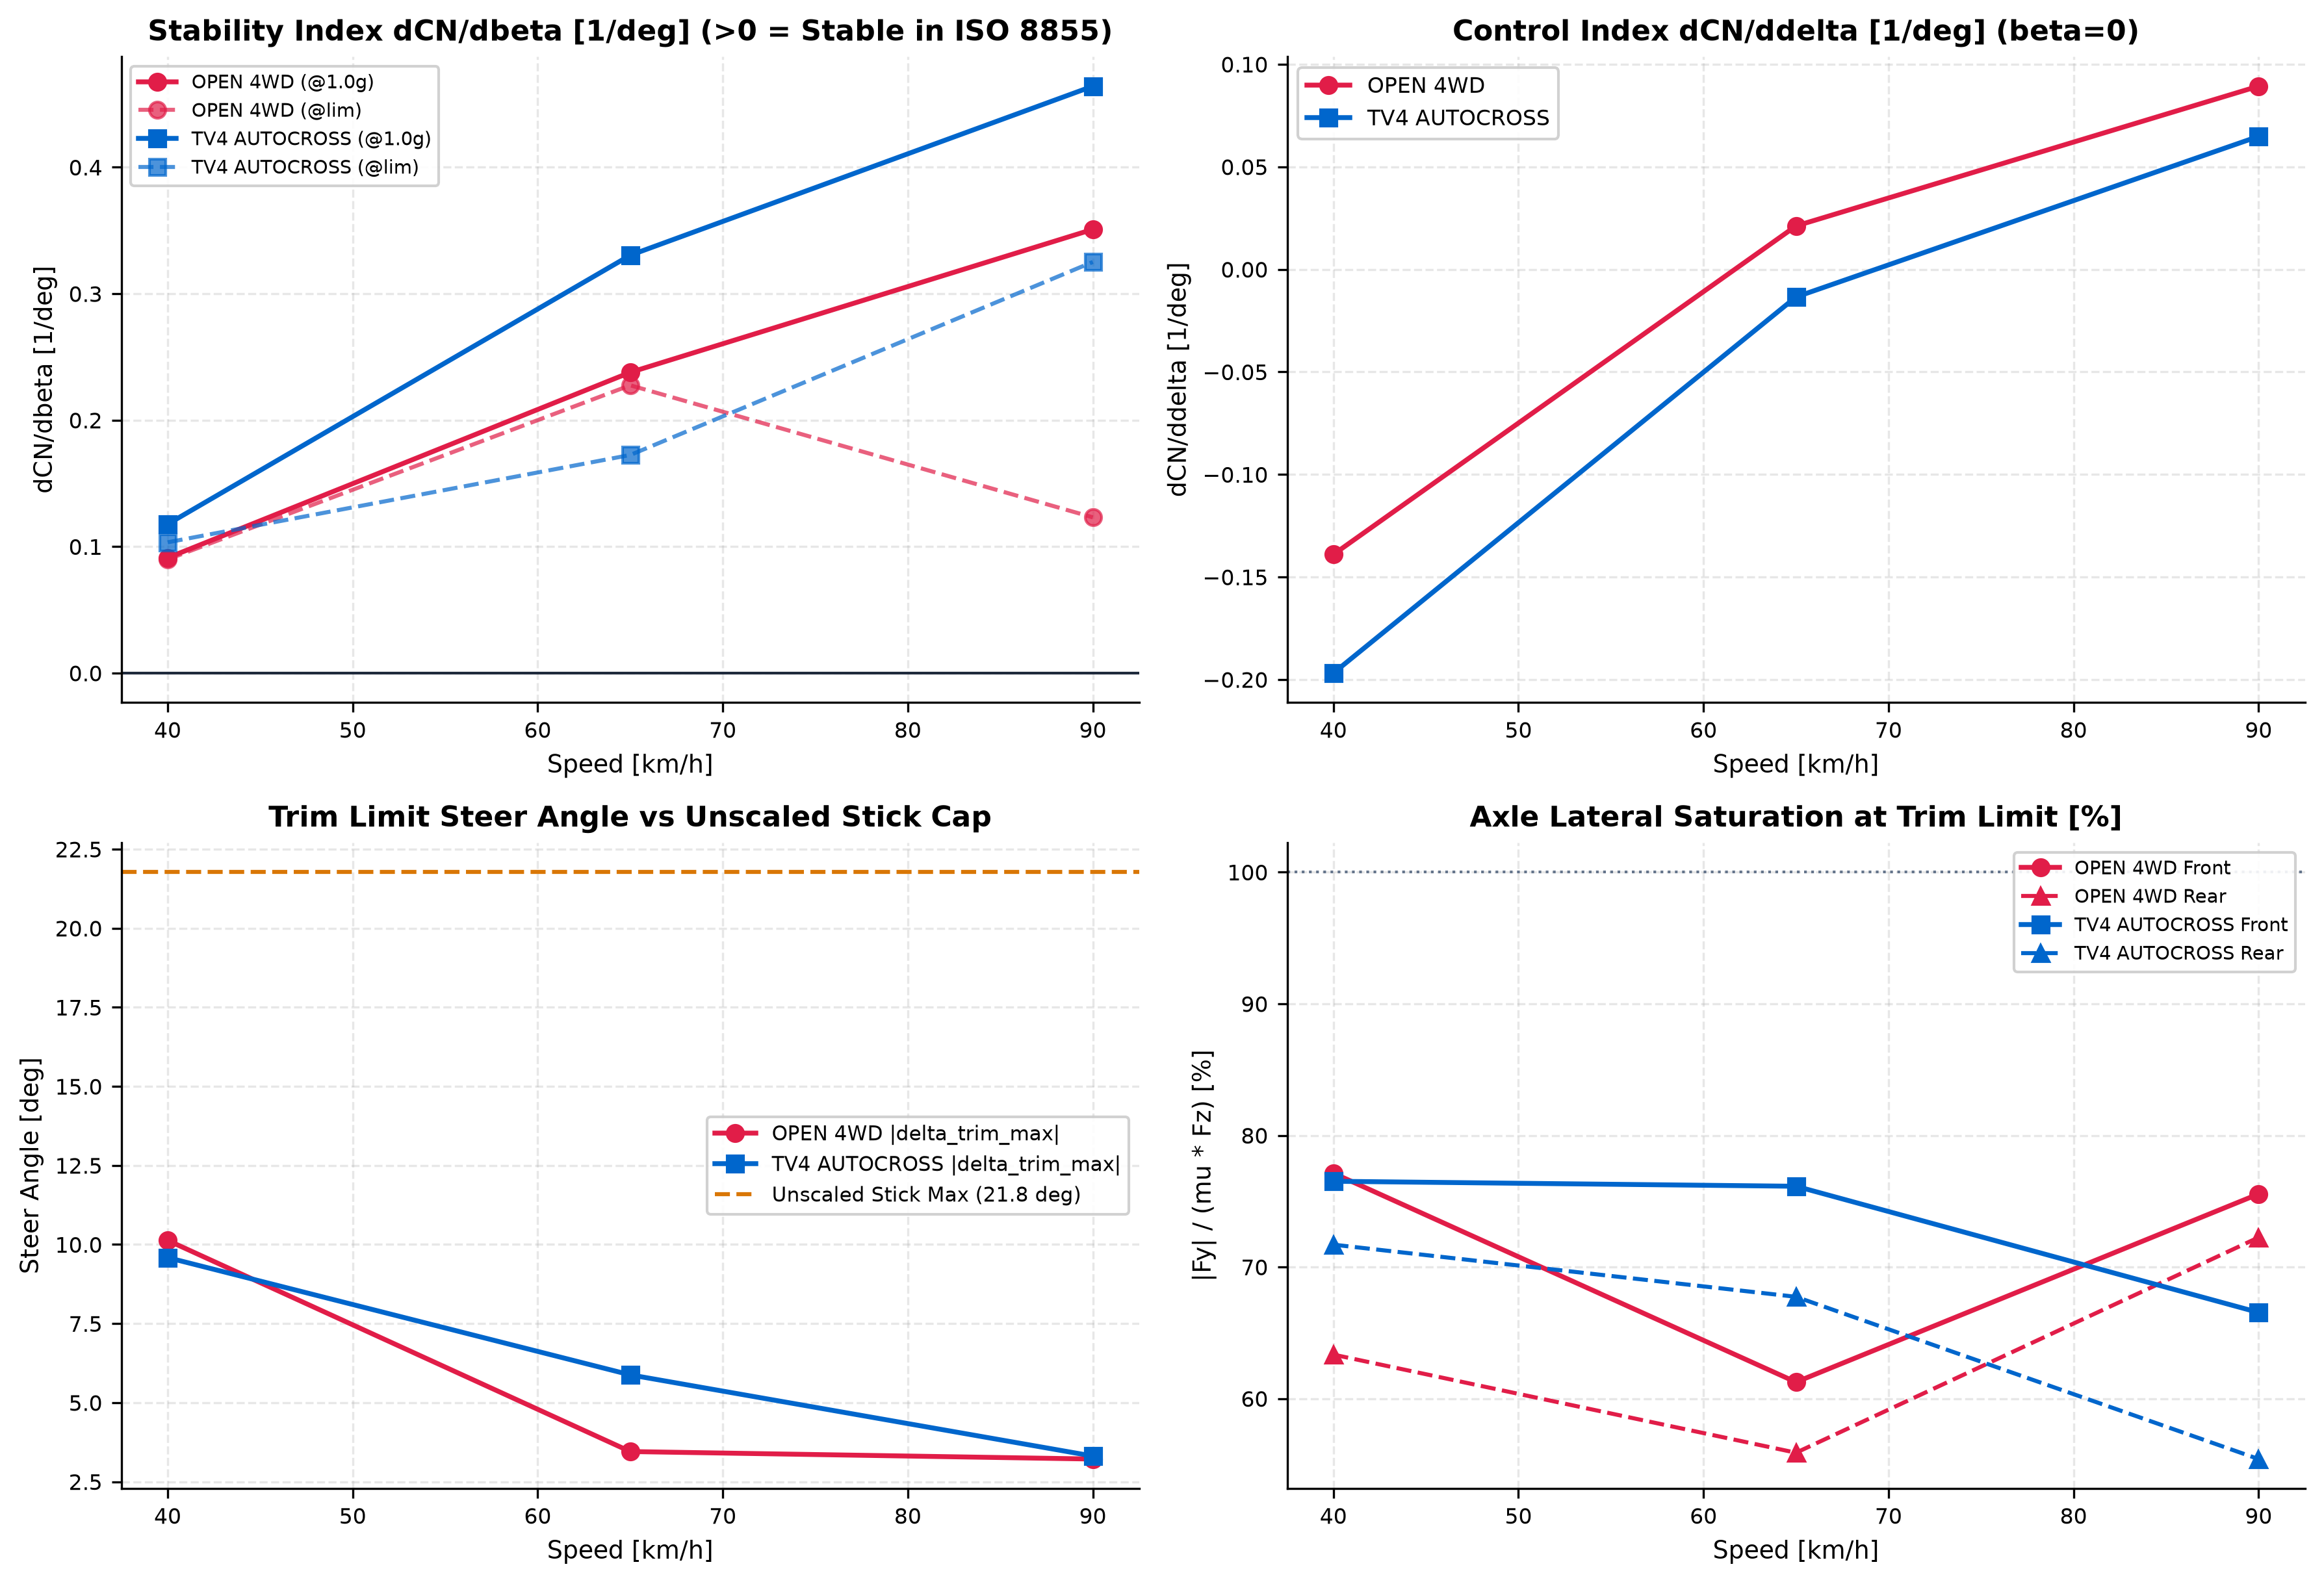 Stability Index dCN/dbeta [1/deg] (>0 = Stable in ISO 8855)
OPEN 4WD (@1.0g)
OPEN 4WD (@lim)
TV4 AUTOCROSS (@1.0g)
TV4 AUTOCROSS (@lim)
dCN/dbeta [1/deg]
0.4
0.3
0.2
0.1
0.0
40
50
60
70
80
90
Speed [km/h]
Control Index dCN/ddelta [1/deg] (beta=0)
OPEN 4WD
TV4 AUTOCROSS
dCN/ddelta [1/deg]
0.10
0.05
0.00
−0.05
−0.10
−0.15
−0.20
40
50
60
70
80
90
Speed [km/h]
Trim Limit Steer Angle vs Unscaled Stick Cap
Steer Angle [deg]
22.5
20.0
17.5
15.0
12.5
10.0
7.5
5.0
2.5
OPEN 4WD |delta_trim_max|
TV4 AUTOCROSS |delta_trim_max|
Unscaled Stick Max (21.8 deg)
40
50
60
70
80
90
Speed [km/h]
Axle Lateral Saturation at Trim Limit [%]
OPEN 4WD Front
OPEN 4WD Rear
TV4 AUTOCROSS Front
TV4 AUTOCROSS Rear
|Fy| / (mu * Fz) [%]
100
90
80
70
60
40
50
60
70
80
90
Speed [km/h]